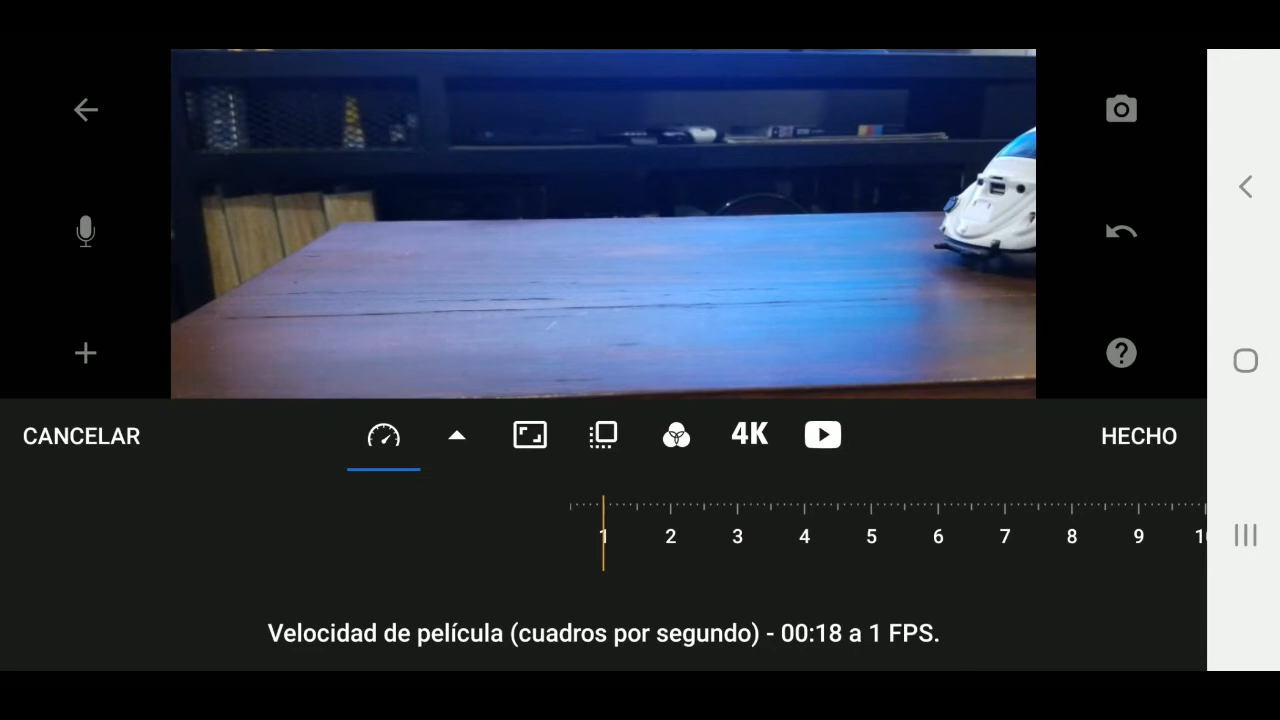 CANCELAR
4K
HECHO
1 2 3 4 5 6 7 8 9
Velocidad de película (cuadros por segundo) - 00:18 a 1 FPS.